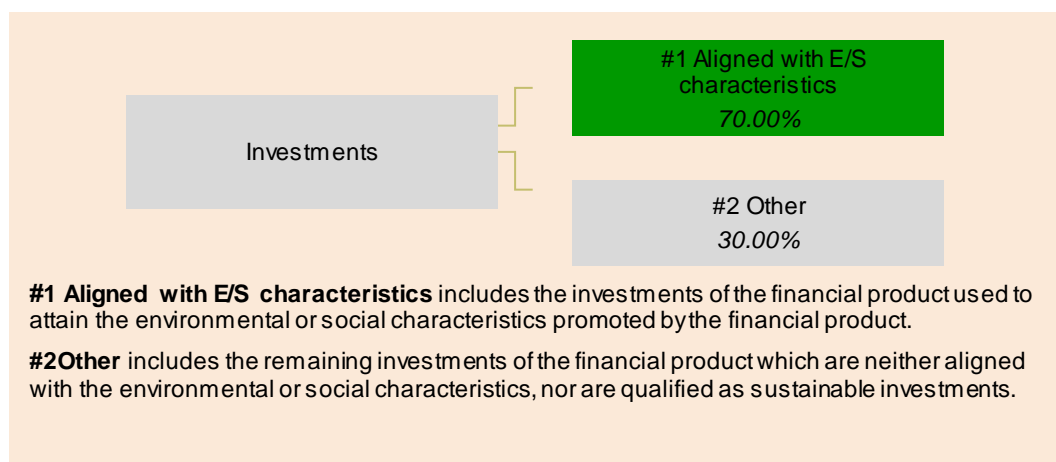 #1 Aligned with E/S
characteristics
70.00%
Investments
#2 Other
30.00%
#1 Aligned with E/S characteristics includes the investments of the financial product used to
attain the environmental or social characteristics promoted by the financial product.
#2Other includes the remaining investments of the financial product which are neither aligned
with the environmental or social characteristics, nor are qualified as sustainable investments.